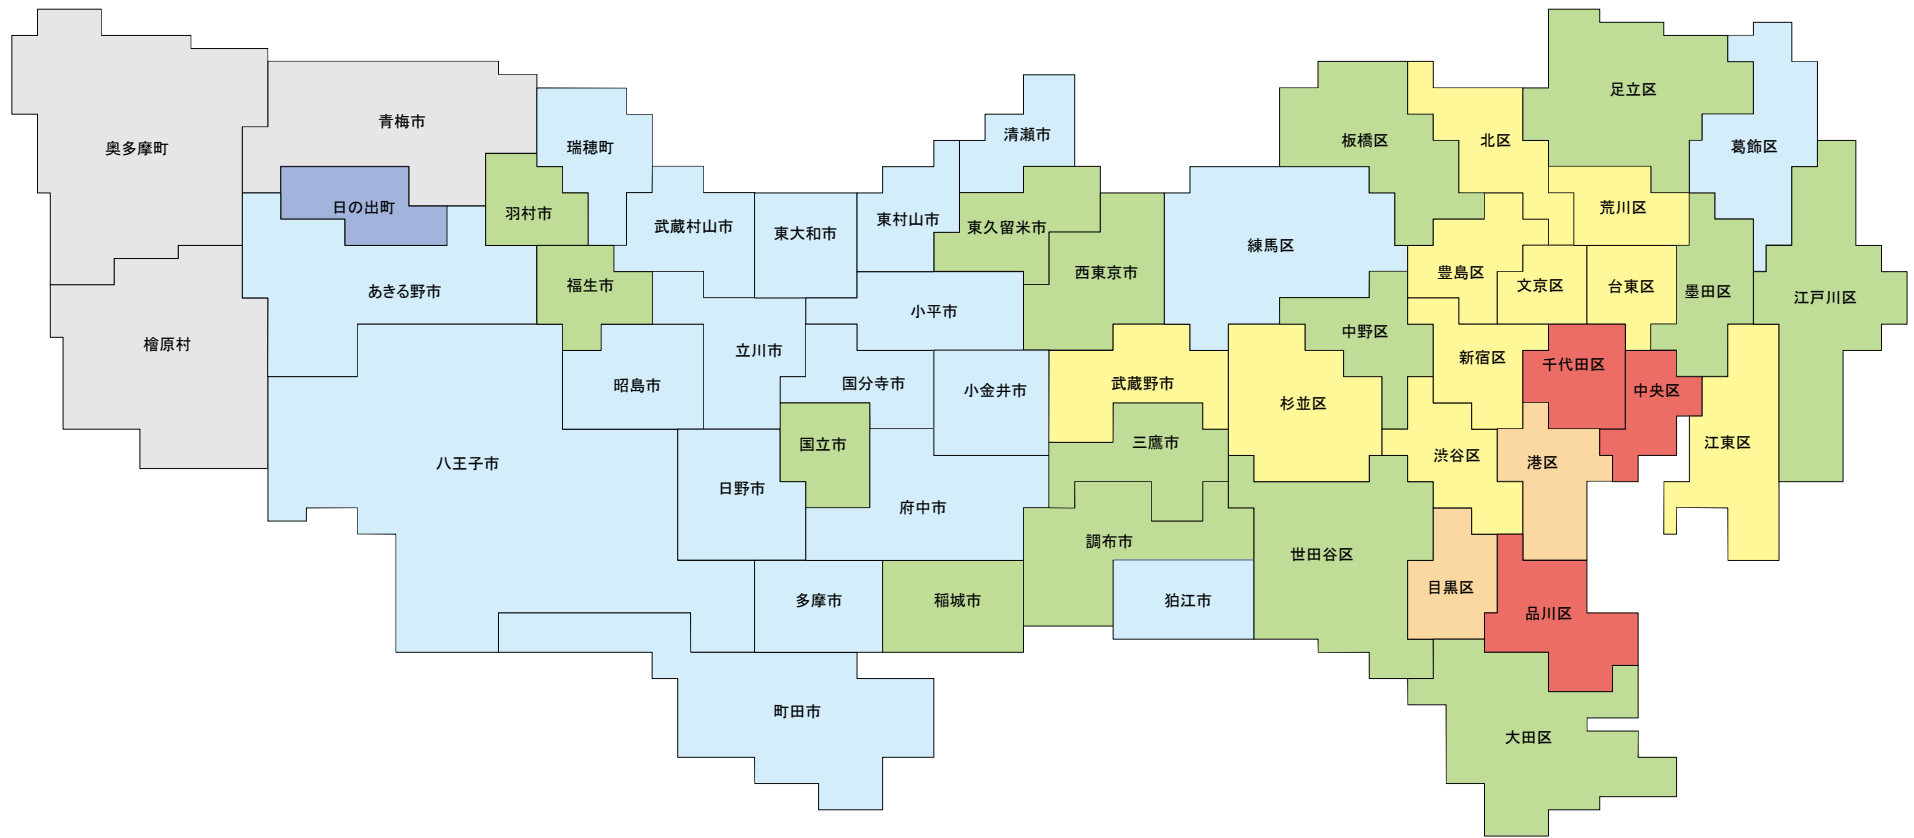 足立区
青梅市
清瀬市
板橋区
北区
奥多摩町
瑞穂町
葛飾区
日の出町
羽村市
荒川区
武蔵村山市
東大和市
東村山市
東久留米市
練馬区
西東京市
豊島区
文京区
台東区
墨田区
江戸川区
あきる野市
福生市
小平市
中野区
檜原村
立川市
新宿区
千代田区
昭島市
国分寺市
小金井市
武蔵野市
杉並区
中央区
国立市
三鷹市
江東区
八王子市
渋谷区
港区
日野市
府中市
調布市
世田谷区
目黒区
多摩市
稲城市
狛江市
品川区
町田市
大田区